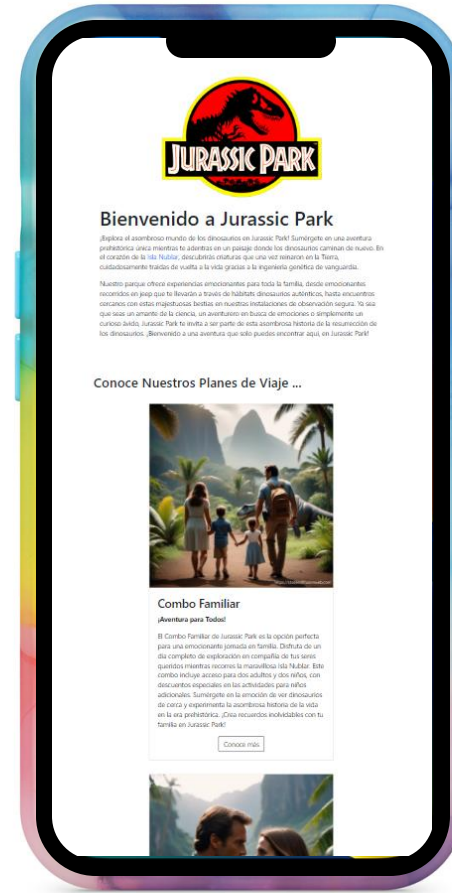 JURASSIC PARK
Bienvenido a Jurassic Park
¡Explora el asombroso mundo de los dinosaurios en Jurassic Park! Sumérgete en una aventura
prehistórica única mientras te adentras en un paisaje donde los dinosaurios caminan de nuevo. En
el corazón de la Isla Nublar, descubrirás criaturas que una vez reinaron en la Tierra,
cuidadosamente traídas de vuelta a la vida gracias a la ingeniería genética de vanguardia.
Nuestro parque ofrece experiencias emocionantes para toda la familia, desde emocionantes
recorridos en jeep que te llevarán a través de hábitats dinosaurios auténticos, hasta encuentros
cercanos con estas majestuosas bestias en nuestras instalaciones de observación segura. Ya sea
que seas un amante de la ciencia, un aventurero en busca de emociones o simplemente un
curioso ávido, Jurassic Park te invita a ser parte de esta asombrosa historia de la resurrección de
los dinosaurios. ¡Bienvenido a una aventura que solo puedes encontrar aquí, en Jurassic Park!
Conoce Nuestros Planes de Viaje ...
Combo Familiar
¡Aventura para Todos!
El Combo Familiar de Jurassic Park es la opción perfecta
para una emocionante jornada en familia. Disfruta de un
día completo de exploración en compañía de tus seres
queridos mientras recorres la maravillosa Isla Nublar. Este
combo incluye acceso para dos adultos y dos niños, con
descuentos especiales en las actividades para niños
adicionales. Sumérgete en la emoción de ver dinosaurios
de cerca y experimenta la asombrosa historia de la vida
en la era prehistórica. ¡Crea recuerdos inolvidables con tu
familia en Jurassic Park!
Conoce más